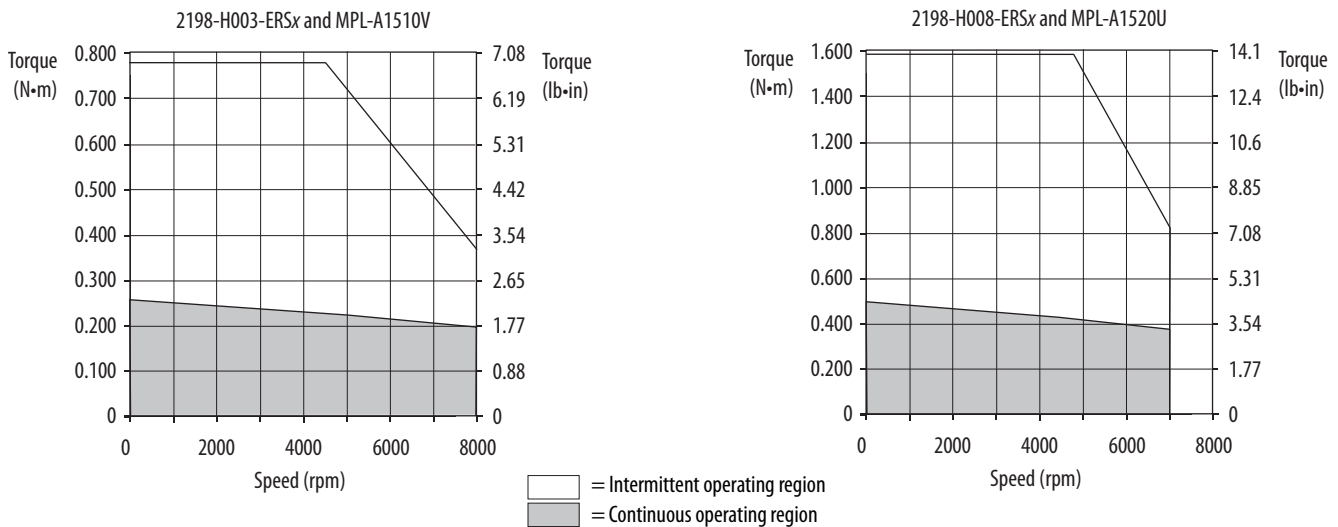 2198-H003-ERSx and MPL-A1510V
Torque
(N•m)
0.800
0.700
0.600
0.500
0.400
0.300
0.200
0.100
0
7.08
6.19
5.31
4.42
3.54
2.65
1.77
0.88
0
Torque
(lb•in)
0 2000 4000 6000 8000
Speed (rpm)
2198-H008-ERSx and MPL-A1520U
Torque
(N•m)
1.600
1.400
1.200
1.000
0.800
0.600
0.400
0.200
0
14.1
12.4
10.6
8.85
7.08
5.31
3.54
1.77
0
Torque
(lb•in)
0 2000 4000 6000 8000
Speed (rpm)
= Intermittent operating region
= Continuous operating region